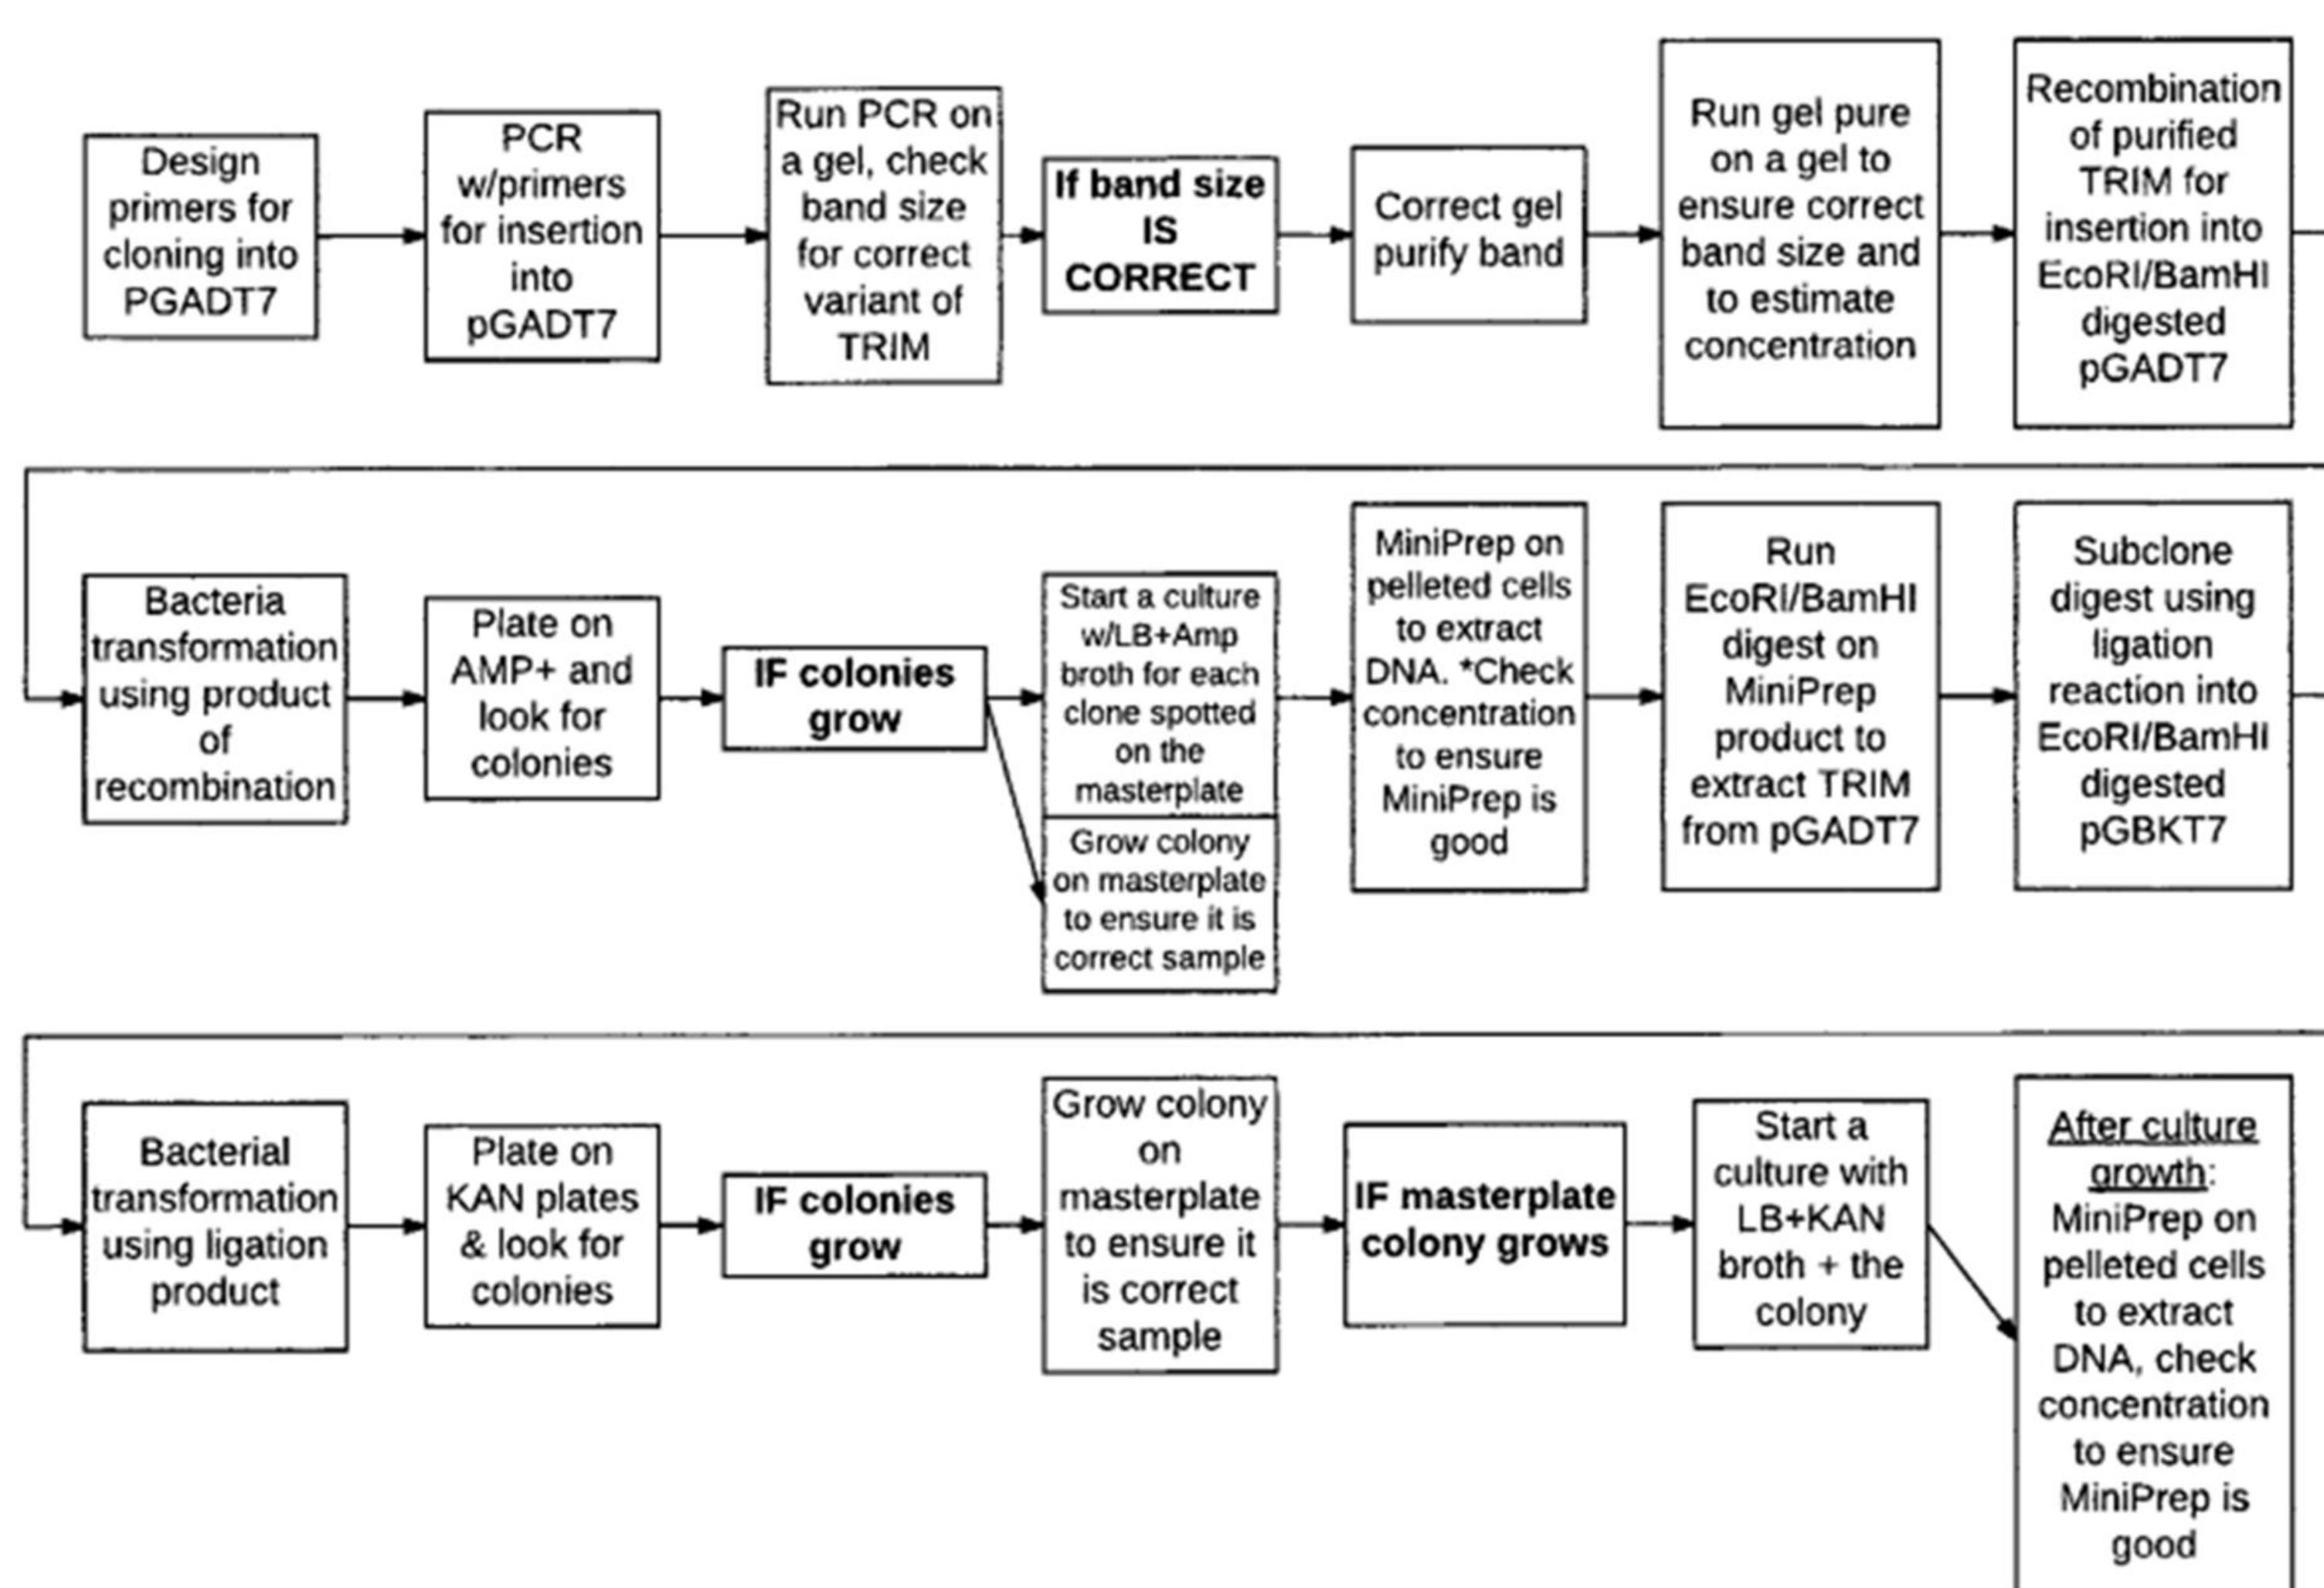 Design
primers for
cloning into
PGADT7
PCR
w/primers
for insertion
into
pGADT7
Run PCR on
a gel, check
band size
for correct
variant of
TRIM
If band size
IS
CORRECT
Correct gel
purify band
Run gel pure
on a gel to
ensure correct
band size and
to estimate
concentration
Recombination
of purified
TRIM for
insertion into
EcoRI/BamHI
digested
pGADT7
Bacteria
transformation
using product
of
recombination
Plate on
AMP+ and
look for
colonies
IF colonies
grow
Start a culture
w/LB+Amp
broth for each
clone spotted
on the
masterplate
Grow colony
on masterplate
to ensure it is
correct sample
MiniPrep on
pelleted cells
to extract
DNA. *Check
concentration
to ensure
MiniPrep is
good
Run
EcoRI/BamHI
digest on
MiniPrep
product to
extract TRIM
from pGADT7
Subclone
digest using
ligation
reaction into
EcoRI/BamHI
digested
pGBKT7
Bacterial
transformation
using ligation
product
Plate on
KAN plates
& look for
colonies
IF colonies
grow
Grow colony
on
masterplate
to ensure it
is correct
sample
IF masterplate
colony grows
Start a
culture with
LB+KAN
broth + the
colony
After culture
growth:
MiniPrep on
pelleted cells
to extract
DNA, check
concentration
to ensure
MiniPrep is
good